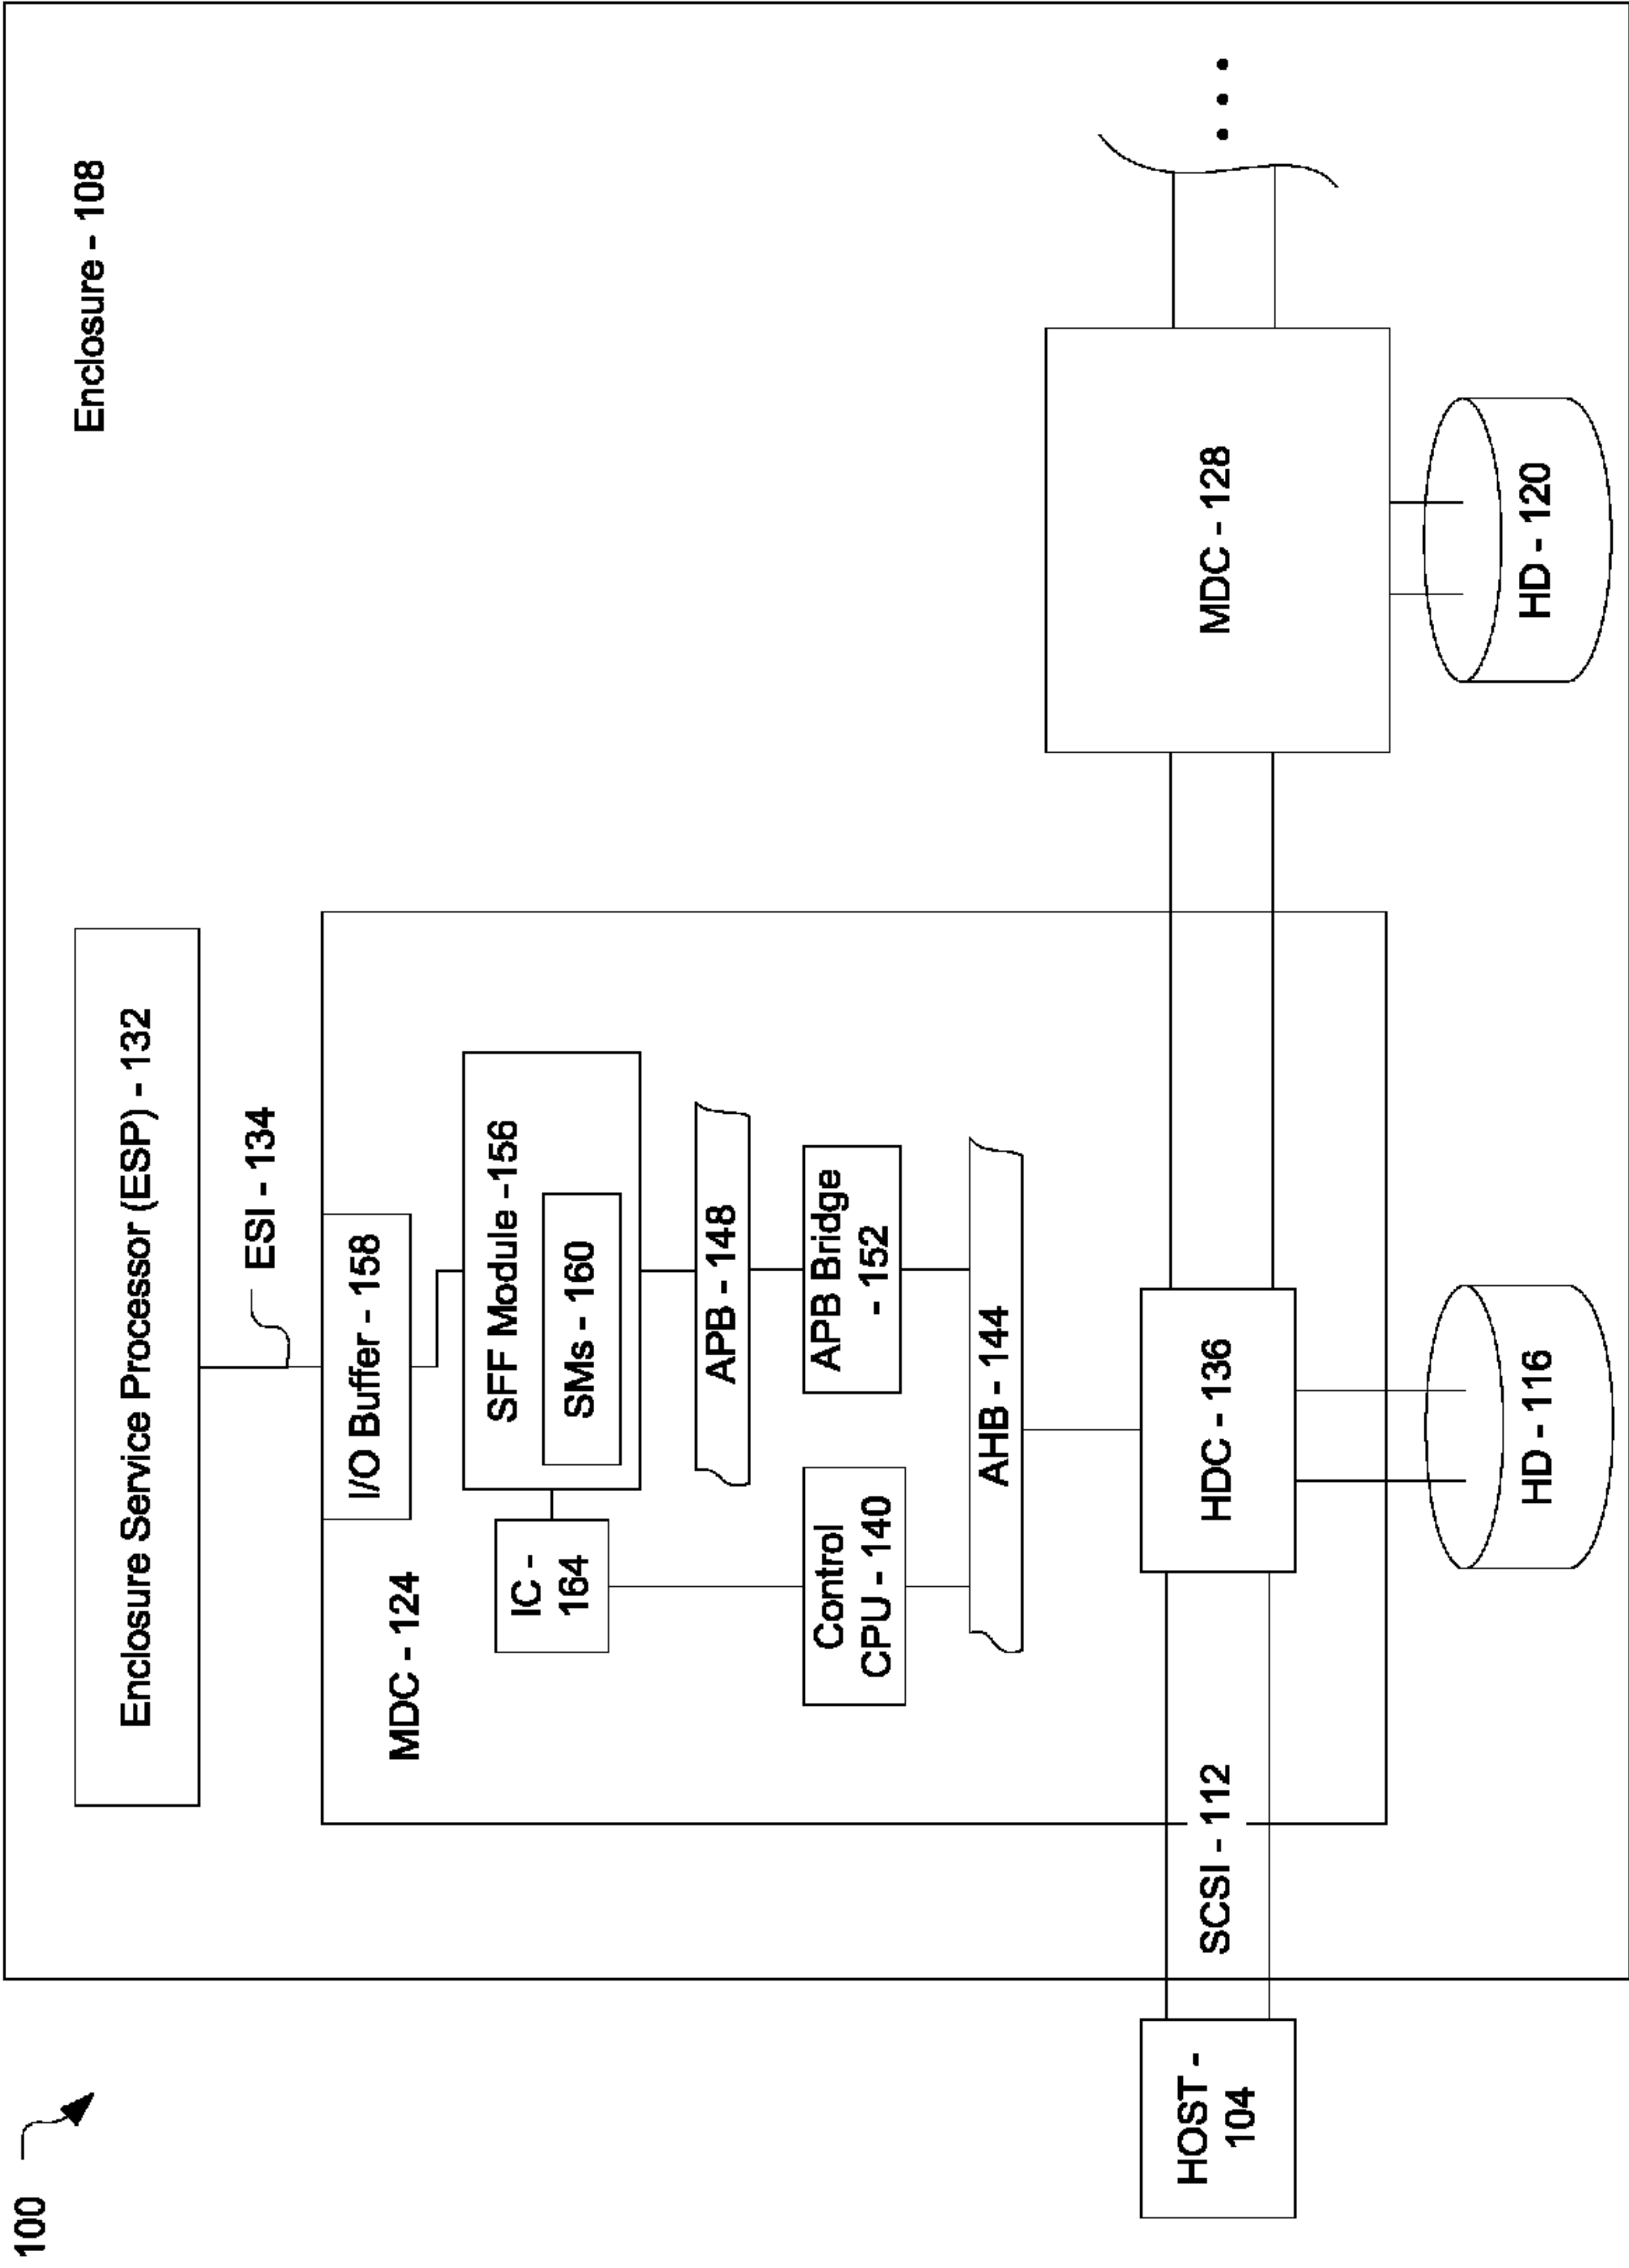 100
Enclosure - 108
Enclosure Service Processor (ESP) - 132
ESI - 134
I/O Buffer - 158
MDC - 124
SFF Module -156
SMs - 160
IC -
164
APB - 148
APB Bridge
- 152
Control
CPU - 140
AHB - 144
HOST -
104
SCSI - 112
HDC - 136
MDC - 128
HD - 116
HD - 120